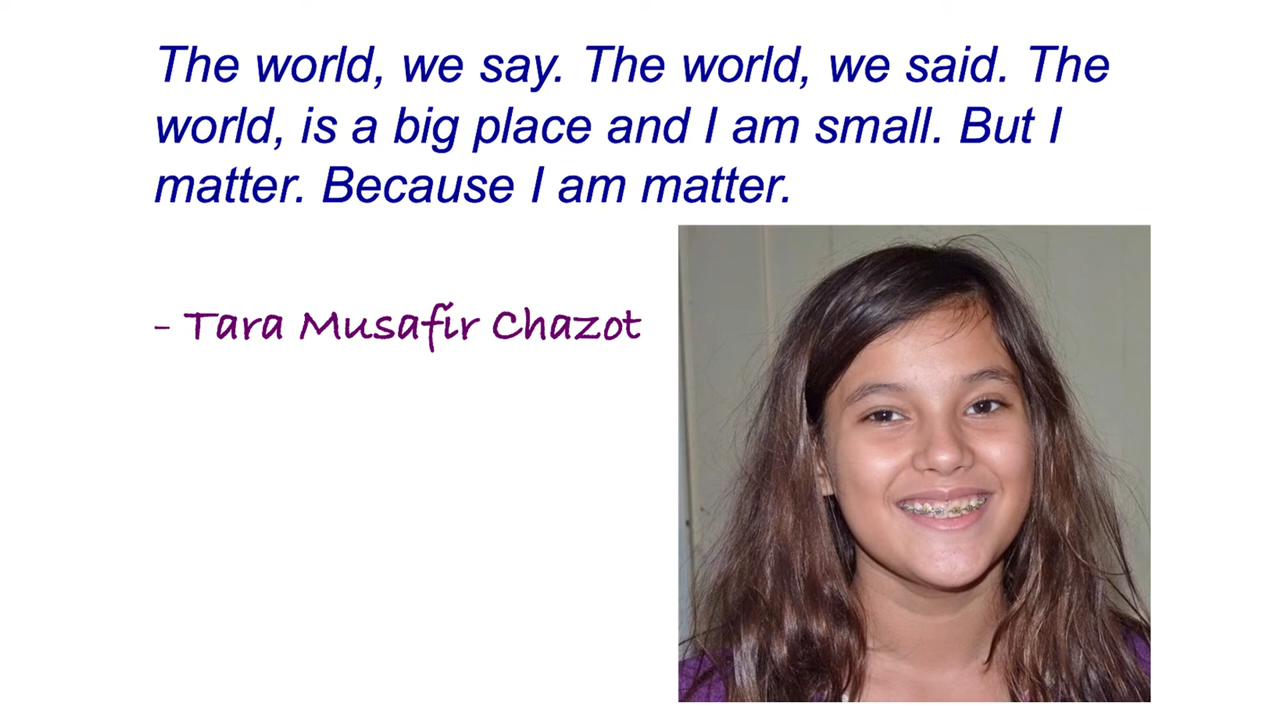 The world, we say. The world, we said. The
world, is a big place and I am small. But I
matter. Because I am matter.
- Tara Musafir Chazot